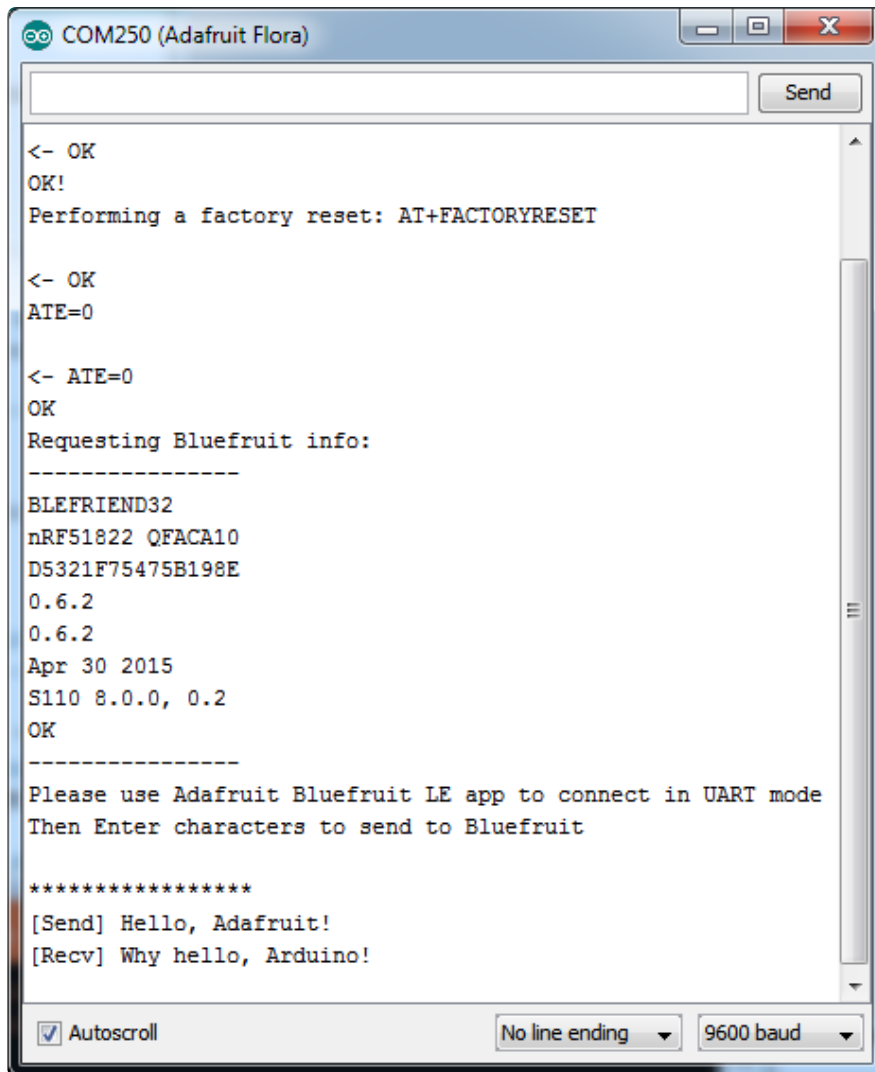 COM250 (Adafruit Flora)
Send
<- OK
OK!
Performing a factory reset: AT+FACTORYRESET
<- OK
ATE=0
<- ATE=0
OK
Requesting Bluefruit info:
----------------
BLEFRIEND32
nRF51822 QFACA10
D5321F75475B198E
0.6.2
0.6.2
Apr 30 2015
S110 8.0.0, 0.2
OK
----------------
Please use Adafruit Bluefruit LE app to connect in UART mode
Then Enter characters to send to Bluefruit
*****************
[Send] Hello, Adafruit!
[Recv] Why hello, Arduino!
Autoscroll No line ending 9600 baud